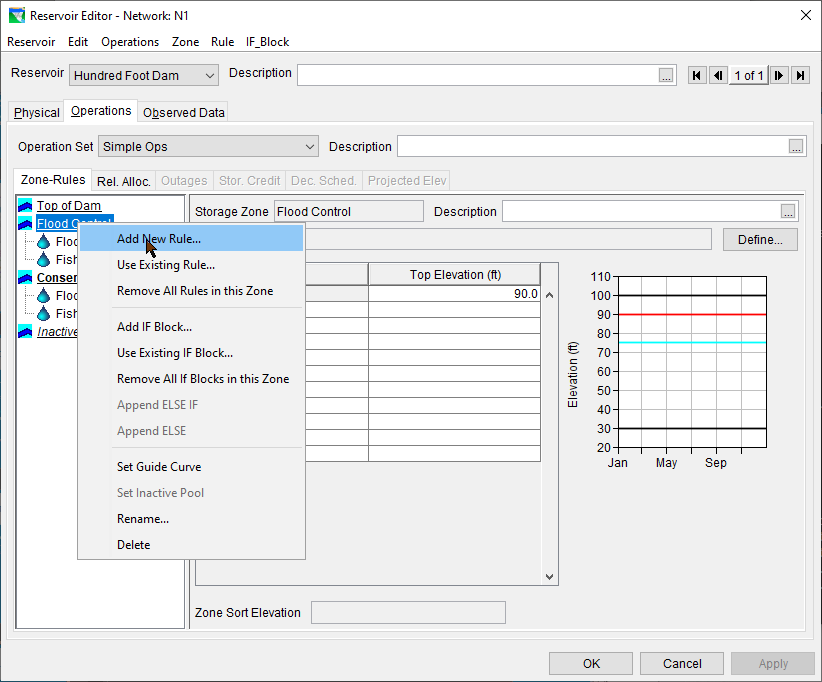 Reservoir Editor - Network: N1
Reservoir Edit Operations Zone Rule IF_Block
Reservoir Hundred Foot Dam Description ... 1 of 1
Physical Operations Observed Data
Operation Set Simple Ops Description ...
Zone-Rules Rel. Alloc. Outages Stor. Credit Dec. Sched. Projected Elev
Top of Dam
Flood Control
Floo
Fish
Conser
Floo
Fish
Inactive
Storage Zone Flood Control Description ...
Define...
Top Elevation (ft)
90.0
Add New Rule...
Use Existing Rule...
Remove All Rules in this Zone
Add IF Block...
Use Existing IF Block...
Remove All If Blocks in this Zone
Append ELSE IF
Append ELSE
Set Guide Curve
Set Inactive Pool
Rename...
Delete
Elevation (ft)
110
100
90
80
70
60
50
40
30
20
Jan May Sep
Zone Sort Elevation
OK Cancel Apply